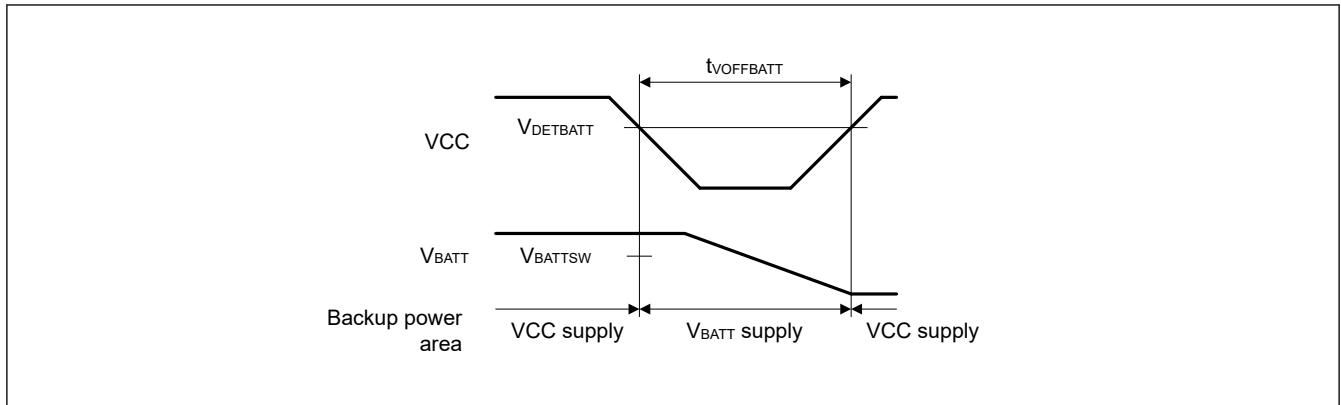 tVOFFBATT
VDETBATT
VCC
VBATT
VBATTSW
Backup power
area
VCC supply
VBATT supply
VCC supply